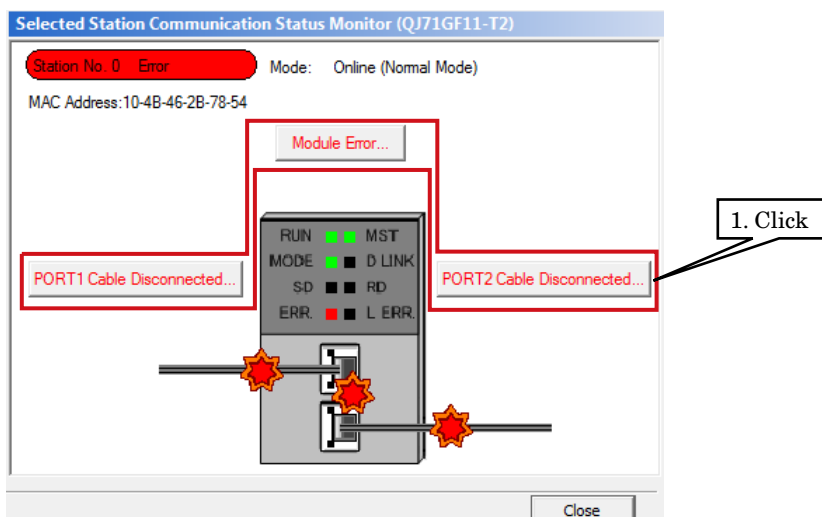 Selected Station Communication Status Monitor (QJ71GF11-T2)
Station No. 0 Error
Mode: Online (Normal Mode)
MAC Address:10-4B-46-2B-78-54
Module Error...
1. Click
RUN MST
MODE D LINK
SD RD
ERR. L ERR.
PORT1 Cable Disconnected...
PORT2 Cable Disconnected...
Close